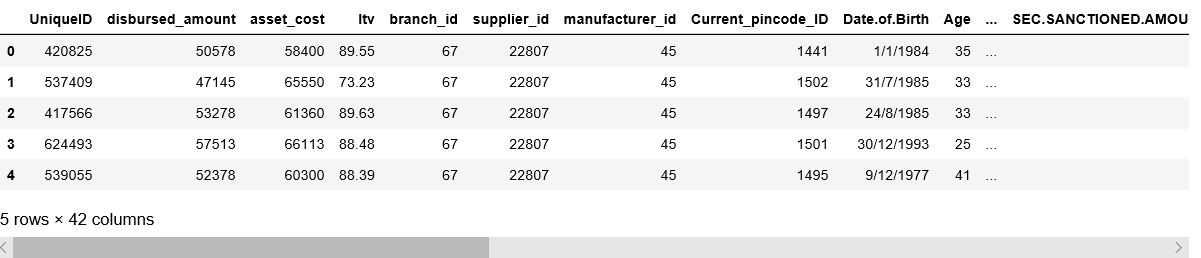 UniqueID disbursed_amount asset_cost ltv branch_id supplier_id manufacturer_id Current_pincode_ID Date.of.Birth Age ... SEC.SANCTIONED.AMOU
0 420825 50578 58400 89.55 67 22807 45 1441 1/1/1984 35 ...
1 537409 47145 65550 73.23 67 22807 45 1502 31/7/1985 33 ...
2 417566 53278 61360 89.63 67 22807 45 1497 24/8/1985 33 ...
3 624493 57513 66113 88.48 67 22807 45 1501 30/12/1993 25 ...
4 539055 52378 60300 88.39 67 22807 45 1495 9/12/1977 41 ...
5 rows × 42 columns